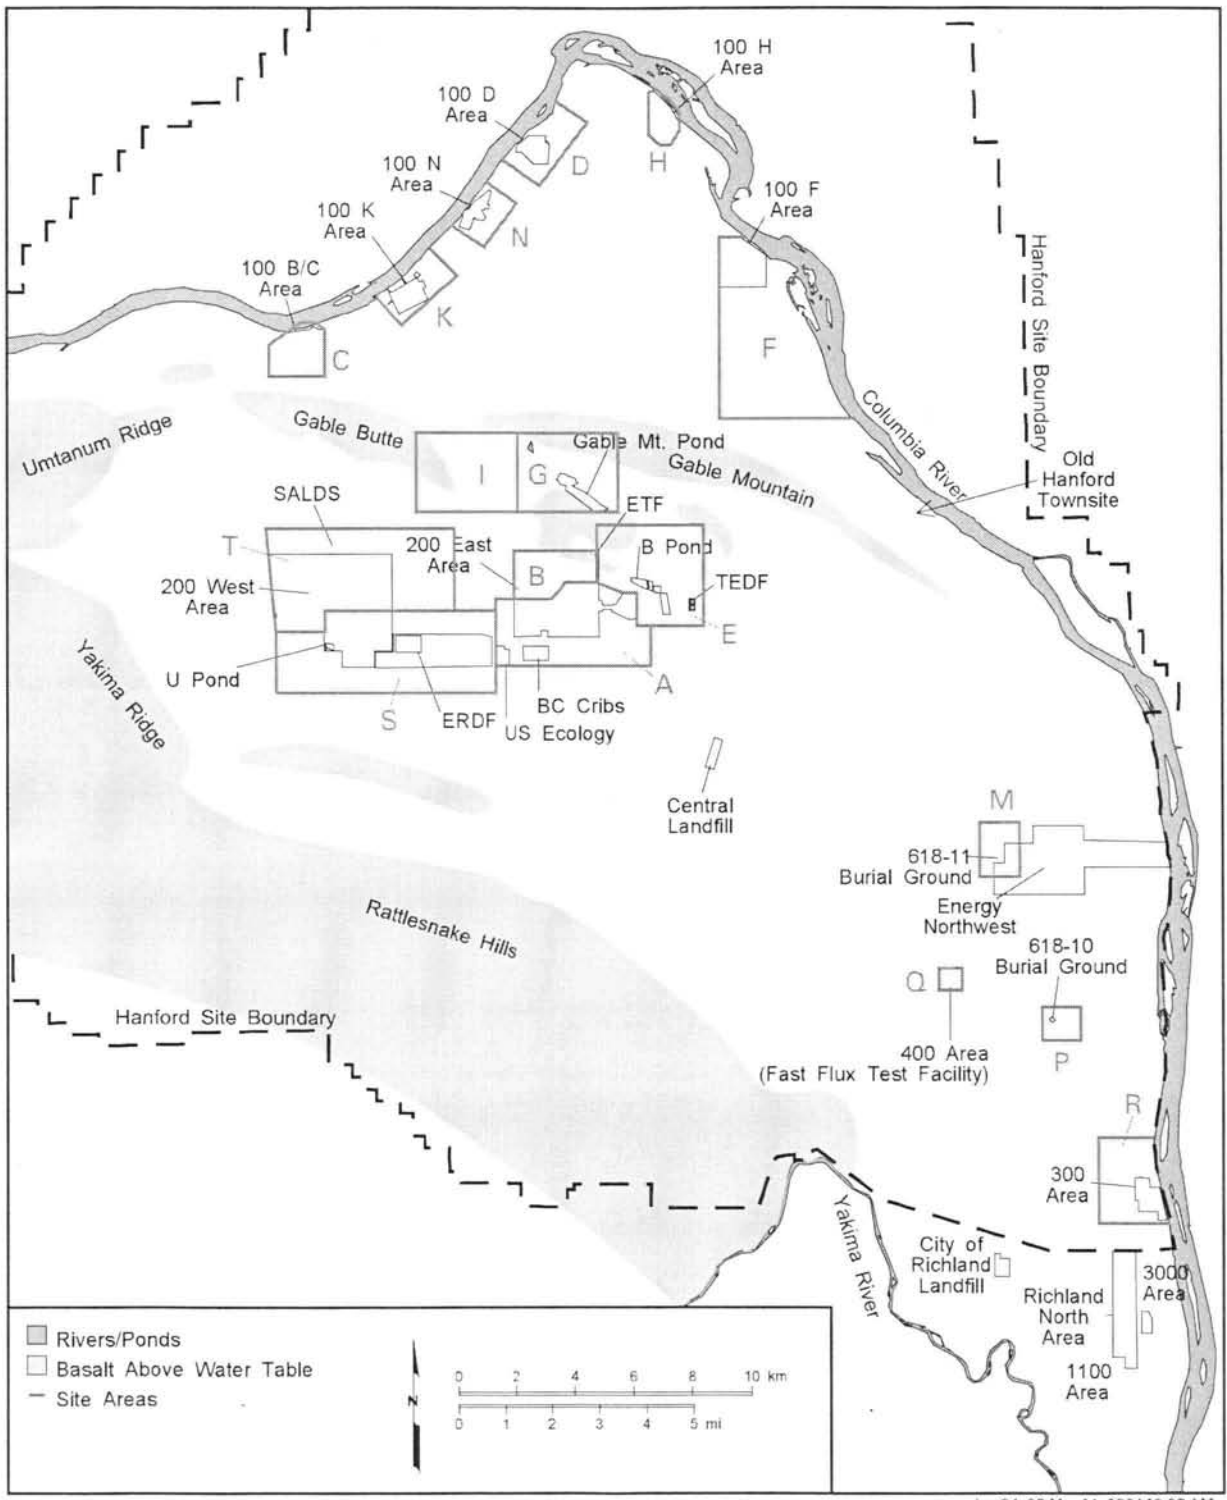 100 H
Area
100 D
Area
H
D
100 N
Area
100 F
Area
100 K
Area
N
100 B/C
Area
K
Hanford Site Boundary
F
C
Columbia River
Umtanum Ridge
Gable Butte
Gable Mt. Pond
Gable Mountain
I
G
Old
Hanford
Townsite
SALDS
ETF
T
200 East
Area
B Pond
B
TEDF
200 West
Area
E
U Pond
A
Yakima Ridge
S
ERDF
BC Cribs
US Ecology
Central
Landfill
M
618-11
Burial Ground
Energy
Northwest
Rattlesnake Hills
618-10
Burial Ground
Q
Hanford Site Boundary
400 Area
(Fast Flux Test Facility)
P
R
300
Area
Yakima River
City of
Richland
Landfill
3000
Area
Richland
North
Area
1100
Area
Rivers/Ponds
Basalt Above Water Table
Site Areas
N
0 2 4 6 8 10 km
0 1 2 3 4 5 mi